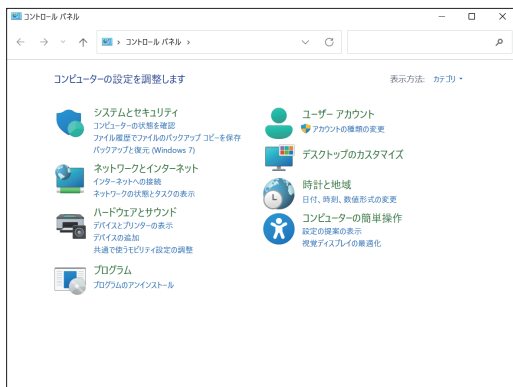 コントロール パネル
コントロール パネル
コンピューターの設定を調整します
表示方法: カテゴリ
システムとセキュリティ
コンピューターの状態を確認
ファイル履歴でファイルのバックアップ コピーを保存
バックアップと復元 (Windows 7)
ネットワークとインターネット
インターネットへの接続
ネットワークの状態とタスクの表示
ハードウェアとサウンド
デバイスとプリンターの表示
デバイスの追加
共通で使うモビリティ設定の調整
プログラム
プログラムのアンインストール
ユーザー アカウント
アカウントの種類の変更
デスクトップのカスタマイズ
時計と地域
日付、時刻、数値形式の変更
コンピューターの簡単操作
設定の提案の表示
視覚ディスプレイの最適化